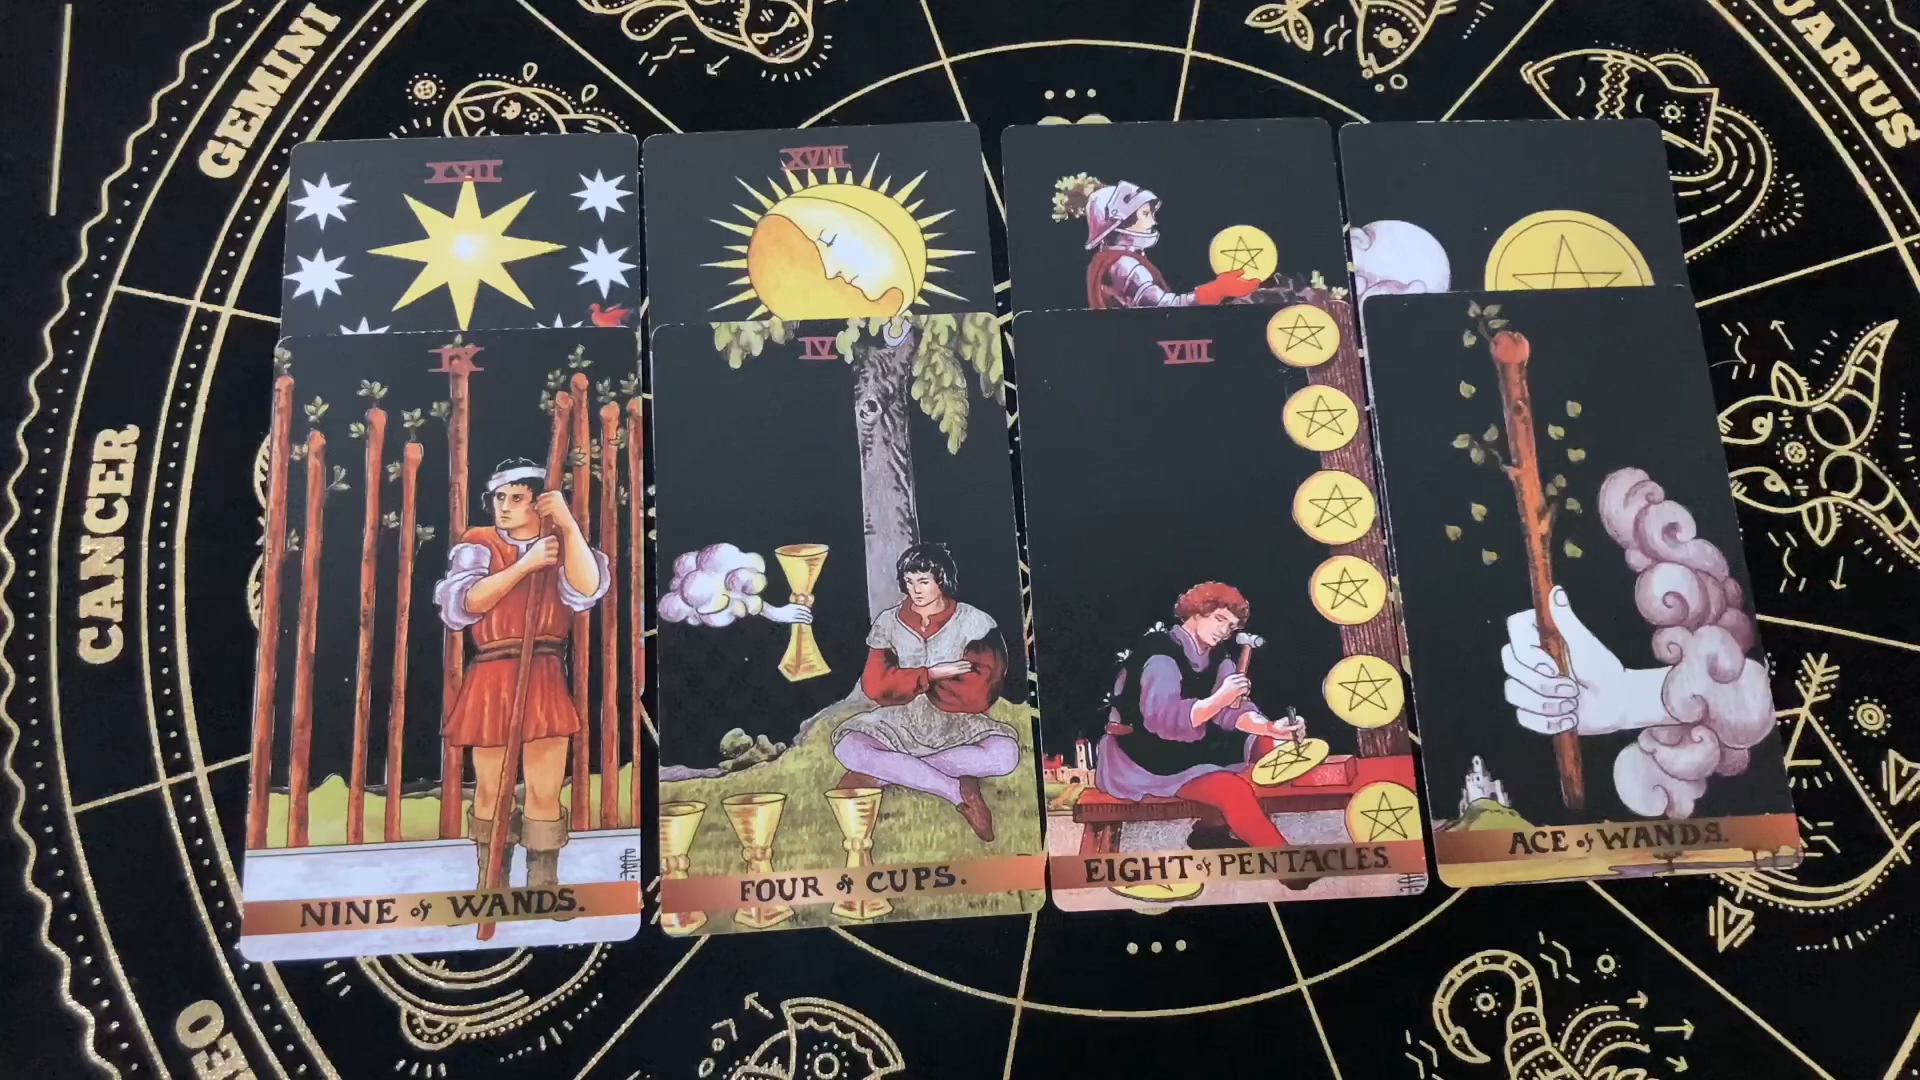 GEMINI
UARIUS
XVII
XVIII
IX
IV
VIII
CANCER
NINE of WANDS.
FOUR of CUPS.
EIGHT of PENTACLES.
ACE of WANDS.
EO